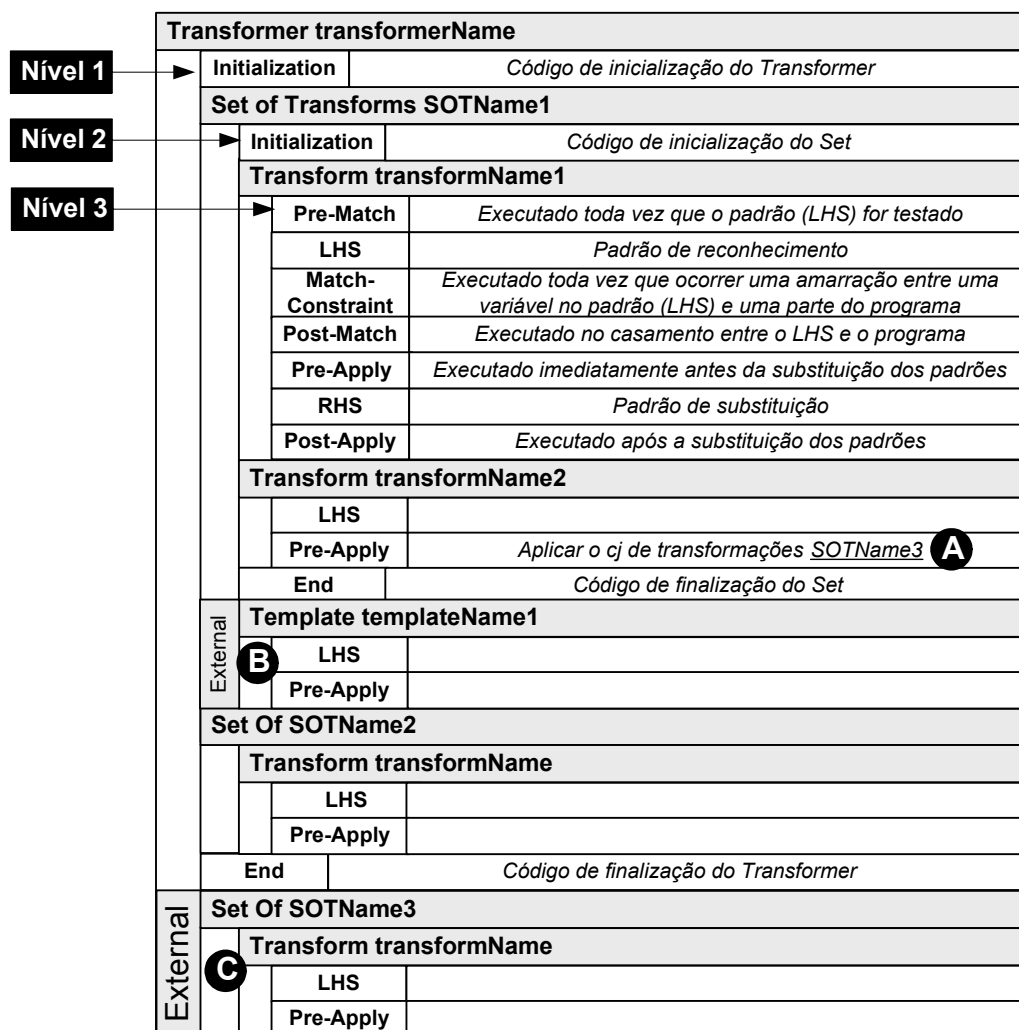 Transformer transformerName
Nível 1
Initialization Código de inicialização do Transformer
Set of Transforms SOTName1
Nível 2
Initialization Código de inicialização do Set
Transform transformName1
Nível 3
Pre-Match Executado toda vez que o padrão (LHS) for testado
LHS Padrão de reconhecimento
Match-
Constraint
Executado toda vez que ocorrer uma amarração entre uma
variável no padrão (LHS) e uma parte do programa
Post-Match Executado no casamento entre o LHS e o programa
Pre-Apply Executado imediatamente antes da substituição dos padrões
RHS Padrão de substituição
Post-Apply Executado após a substituição dos padrões
Transform transformName2
LHS
Pre-Apply Aplicar o cj de transformações SOTName3 A
End Código de finalização do Set
External
Template templateName1
B
LHS
Pre-Apply
Set Of SOTName2
Transform transformName
LHS
Pre-Apply
End Código de finalização do Transformer
External
Set Of SOTName3
Transform transformName
C
LHS
Pre-Apply